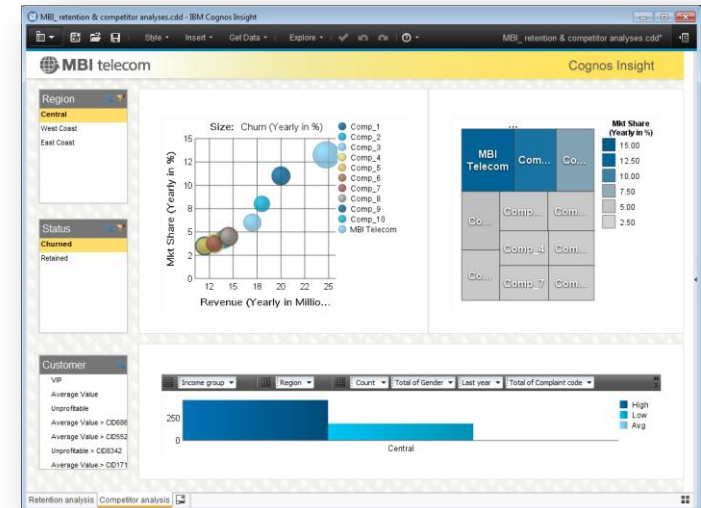 MBI_ retention & competitor analyses.cdd - IBM Cognos Insight
Style Insert Get Data Explore MBI_ retention & competitor analyses.cdd*
MBI telecom Cognos Insight
Region
Central
West Coast
East Coast
Status
Churned
Retained
Customer
VIP
Average Value
Unprofitable
Average Value > CID686
Average Value > CID552
Unprofitable > CID8342
Average Value > CID171
Size: Churn (Yearly in %)
Mkt Share (Yearly in %)
15
12
10
8
5
2
0
12 15 18 20 22 25
Revenue (Yearly in Millio...
Comp_1
Comp_2
Comp_3
Comp_4
Comp_5
Comp_6
Comp_7
Comp_8
Comp_9
Comp_10
MBI Telecom
...
MBI Telecom Com... Co...
Co... Comp... Com...
Comp_4 Com...
Co... Comp_7 Com...
Mkt Share
(Yearly in %)
15.00
12.50
10.00
7.50
5.00
2.50
Income group Region Count Total of Gender Last year Total of Complaint code
250
0
Central
High
Low
Avg
Retention analysis Competitor analysis